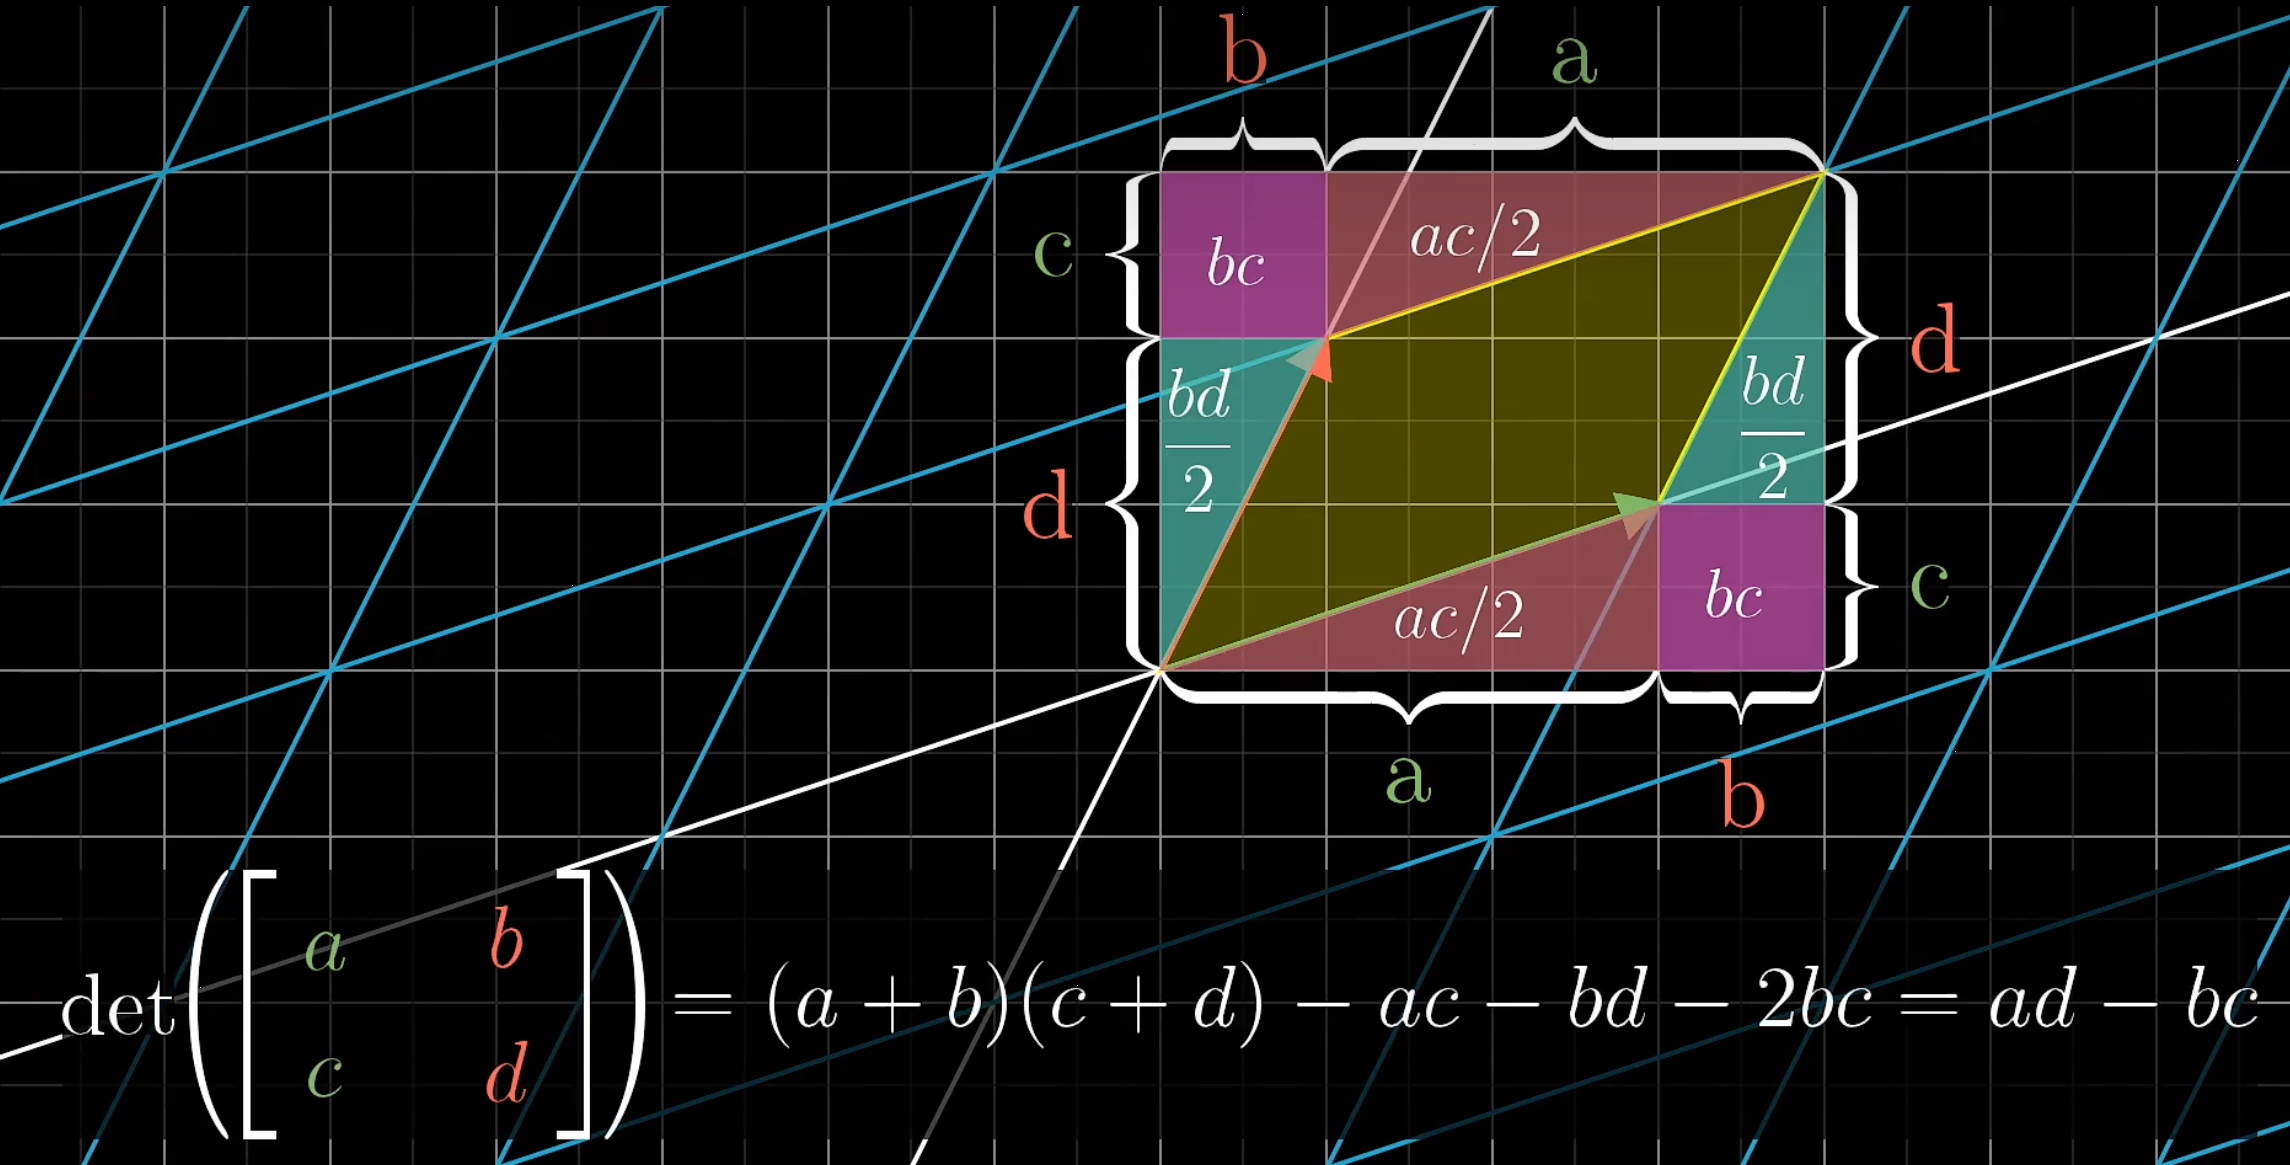 b a
c bc ac/2
d bd/2 bd/2 d
ac/2 bc c
a b
det([a b
c d]) = (a + b)(c + d) − ac − bd − 2bc = ad − bc